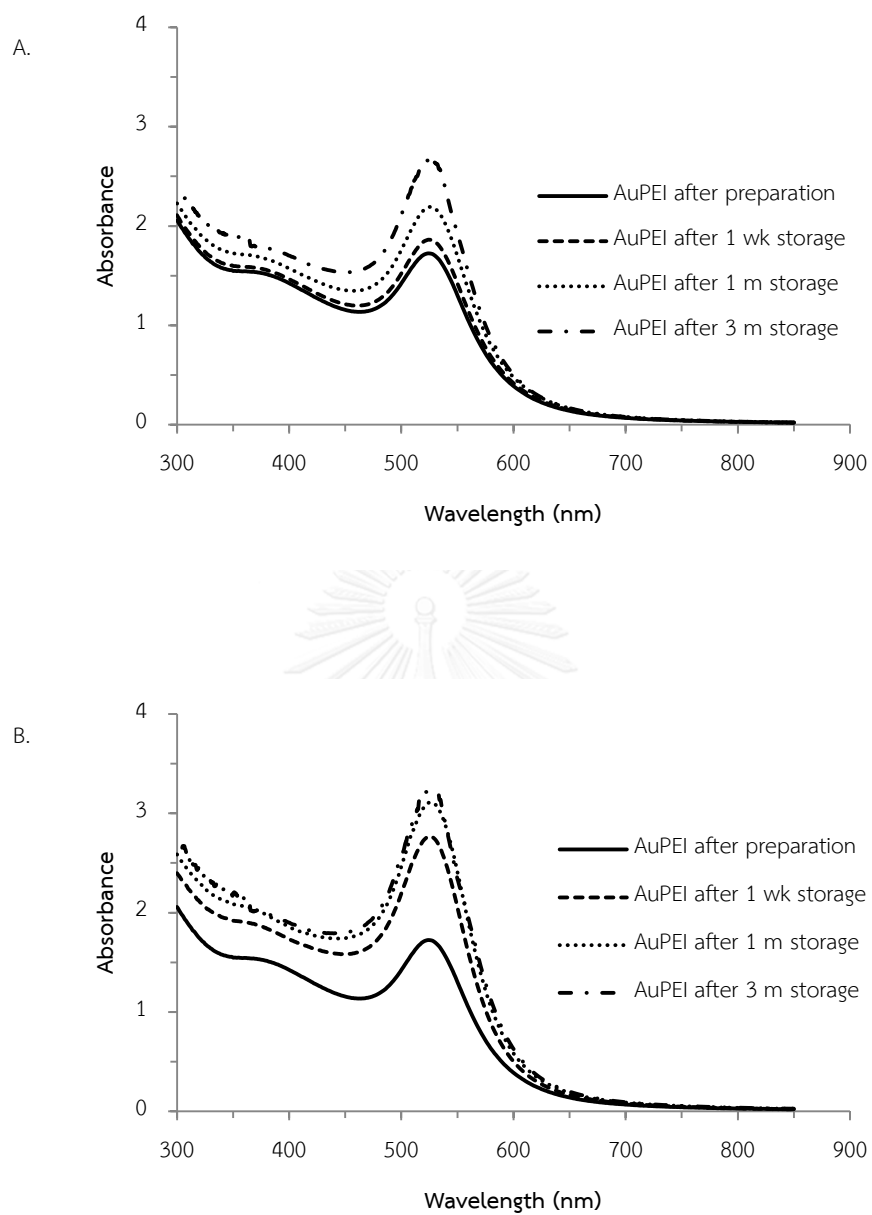 A.
4
3
2
1
0
Absorbance
AuPEI after preparation
AuPEI after 1 wk storage
AuPEI after 1 m storage
AuPEI after 3 m storage
300 400 500 600 700 800 900
Wavelength (nm)
B.
4
3
2
1
0
Absorbance
AuPEI after preparation
AuPEI after 1 wk storage
AuPEI after 1 m storage
AuPEI after 3 m storage
300 400 500 600 700 800 900
Wavelength (nm)